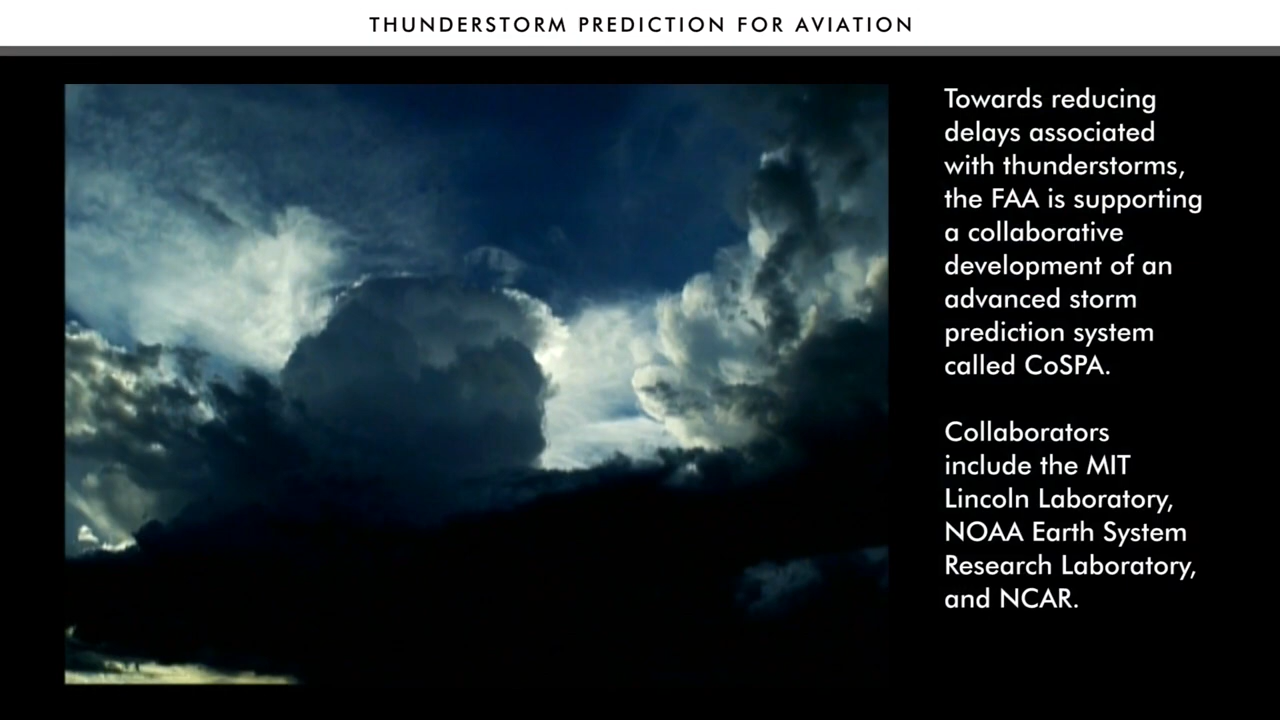 THUNDERSTORM PREDICTION FOR AVIATION
Towards reducing
delays associated
with thunderstorms,
the FAA is supporting
a collaborative
development of an
advanced storm
prediction system
called CoSPA.
Collaborators
include the MIT
Lincoln Laboratory,
NOAA Earth System
Research Laboratory,
and NCAR.